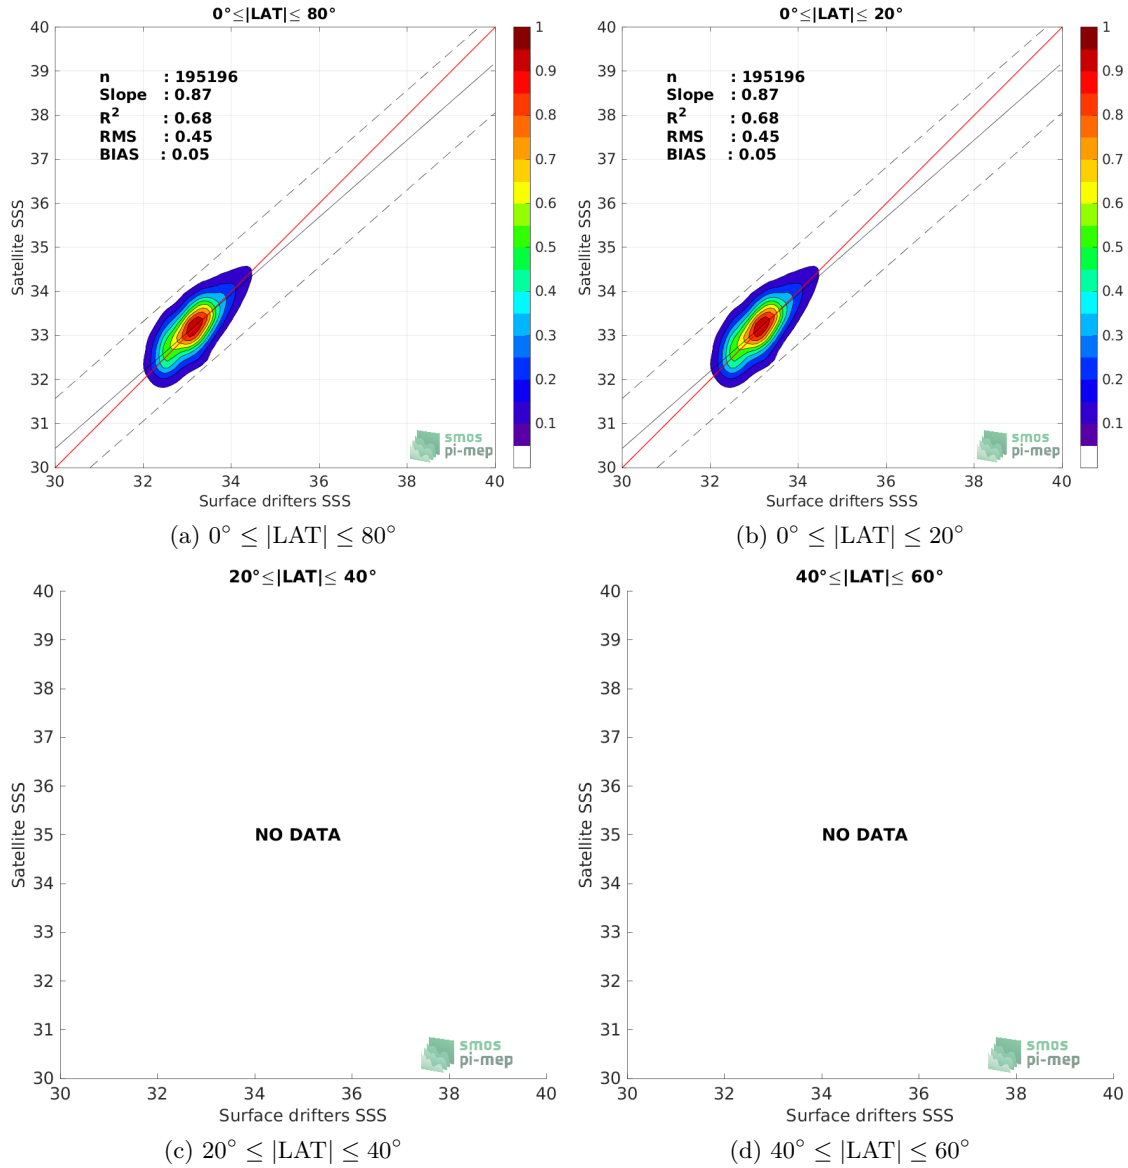 0°≤|LAT|≤ 80°
40
39
38
37
36
35
34
33
32
31
30
Satellite SSS
n : 195196
Slope : 0.87
R² : 0.68
RMS : 0.45
BIAS : 0.05
1
0.9
0.8
0.7
0.6
0.5
0.4
0.3
0.2
0.1
smos
pi-mep
30 32 34 36 38 40
Surface drifters SSS
(a) 0° ≤ |LAT| ≤ 80°
0°≤|LAT|≤ 20°
40
39
38
37
36
35
34
33
32
31
30
Satellite SSS
n : 195196
Slope : 0.87
R² : 0.68
RMS : 0.45
BIAS : 0.05
1
0.9
0.8
0.7
0.6
0.5
0.4
0.3
0.2
0.1
smos
pi-mep
30 32 34 36 38 40
Surface drifters SSS
(b) 0° ≤ |LAT| ≤ 20°
20°≤|LAT|≤ 40°
40
39
38
37
36
35
34
33
32
31
30
Satellite SSS
NO DATA
smos
pi-mep
30 32 34 36 38 40
Surface drifters SSS
(c) 20° ≤ |LAT| ≤ 40°
40°≤|LAT|≤ 60°
40
39
38
37
36
35
34
33
32
31
30
Satellite SSS
NO DATA
smos
pi-mep
30 32 34 36 38 40
Surface drifters SSS
(d) 40° ≤ |LAT| ≤ 60°